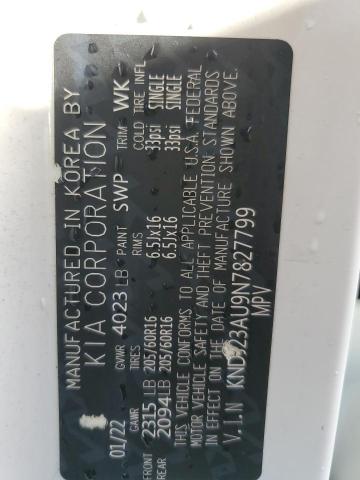 MANUFACTURED IN KOREA BY
KIA CORPORATION
01/22 GVWR 4023 LB PAINT SWP TRIM WK
GAWR TIRES RIMS COLD TIRE INFL
FRONT 2315 LB 205/60R16 6.5Jx16 33psi SINGLE
REAR 2094 LB 205/60R16 6.5Jx16 33psi SINGLE
THIS VEHICLE CONFORMS TO ALL APPLICABLE U.S.A. FEDERAL
MOTOR VEHICLE SAFETY AND THEFT PREVENTION STANDARDS
IN EFFECT ON THE DATE OF MANUFACTURE SHOWN ABOVE.
V.I.N KNDJ23AU9N7827799
MPV